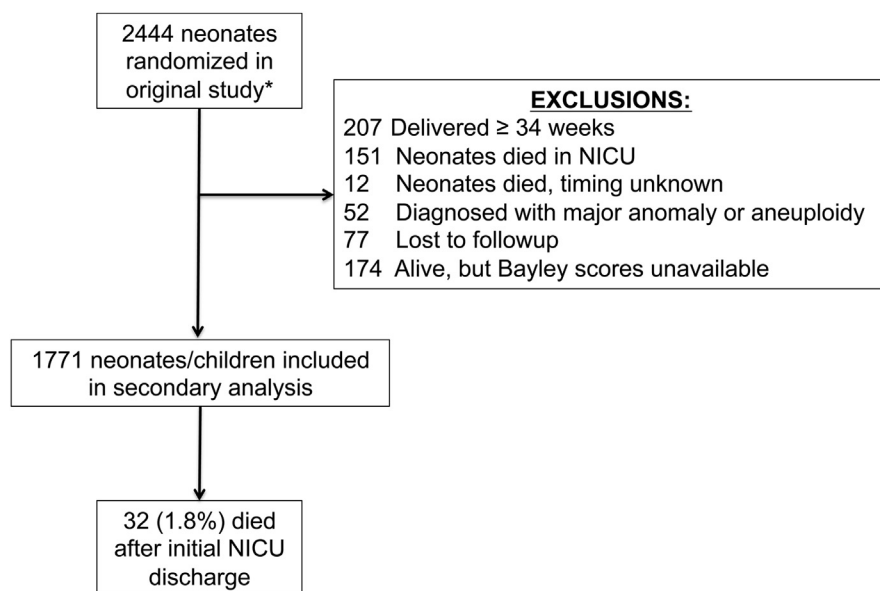 2444 neonates
randomized in
original study*
EXCLUSIONS:
207 Delivered ≥ 34 weeks
151 Neonates died in NICU
12 Neonates died, timing unknown
52 Diagnosed with major anomaly or aneuploidy
77 Lost to followup
174 Alive, but Bayley scores unavailable
1771 neonates/children included
in secondary analysis
32 (1.8%) died
after initial NICU
discharge